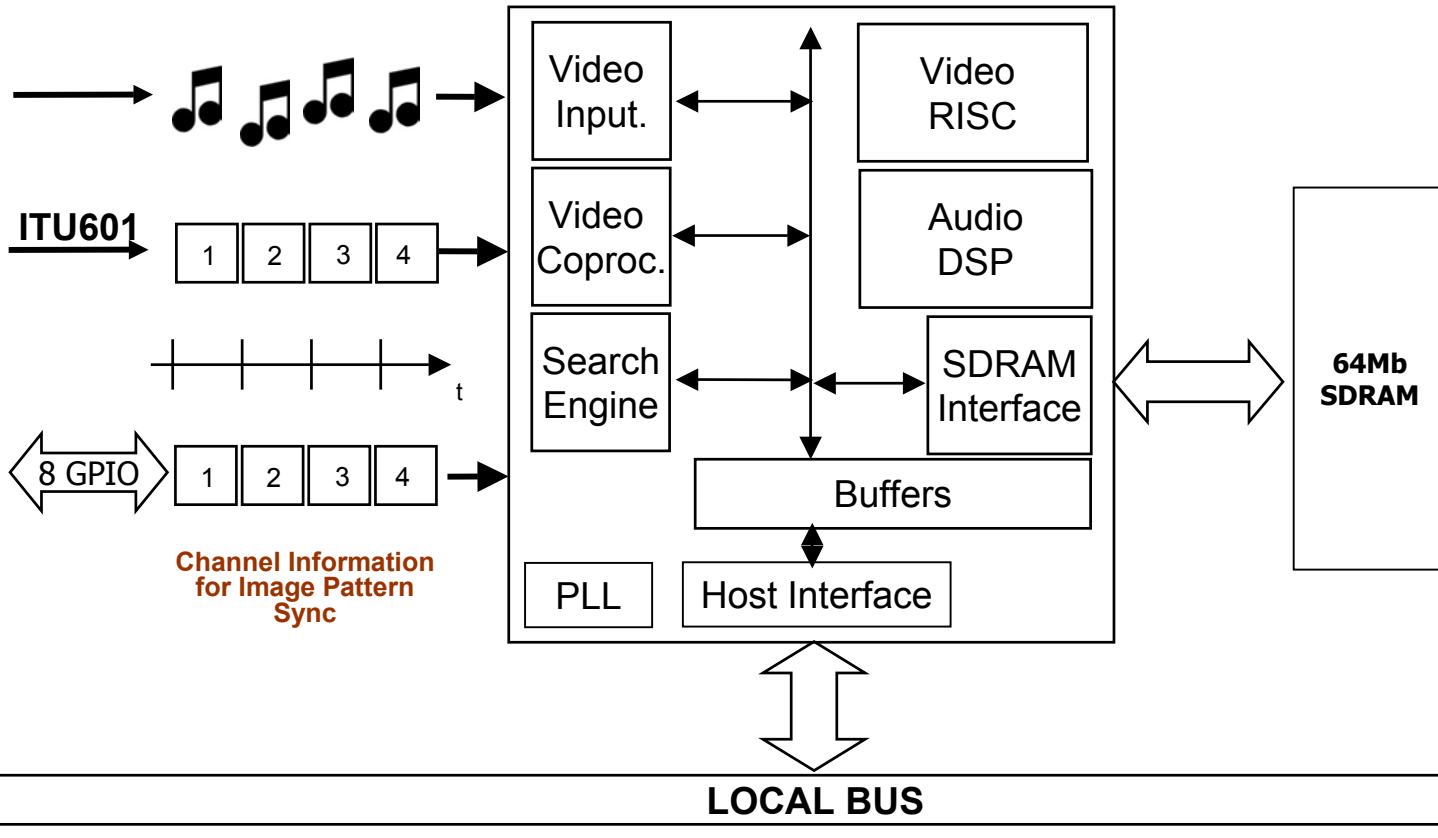 Video
Input.
Video
RISC
ITU601
1 2 3 4
Video
Coproc.
Audio
DSP
t
Search
Engine
SDRAM
Interface
64Mb
SDRAM
8 GPIO
1 2 3 4
Buffers
Channel Information
for Image Pattern
Sync
PLL
Host Interface
LOCAL BUS